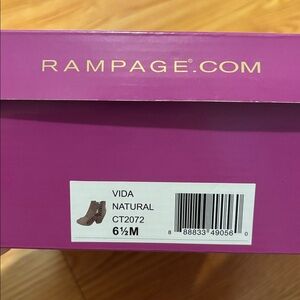 RAMPAGE®.COM
VIDA
NATURAL
CT2072
6½M
8 88833 49056 0